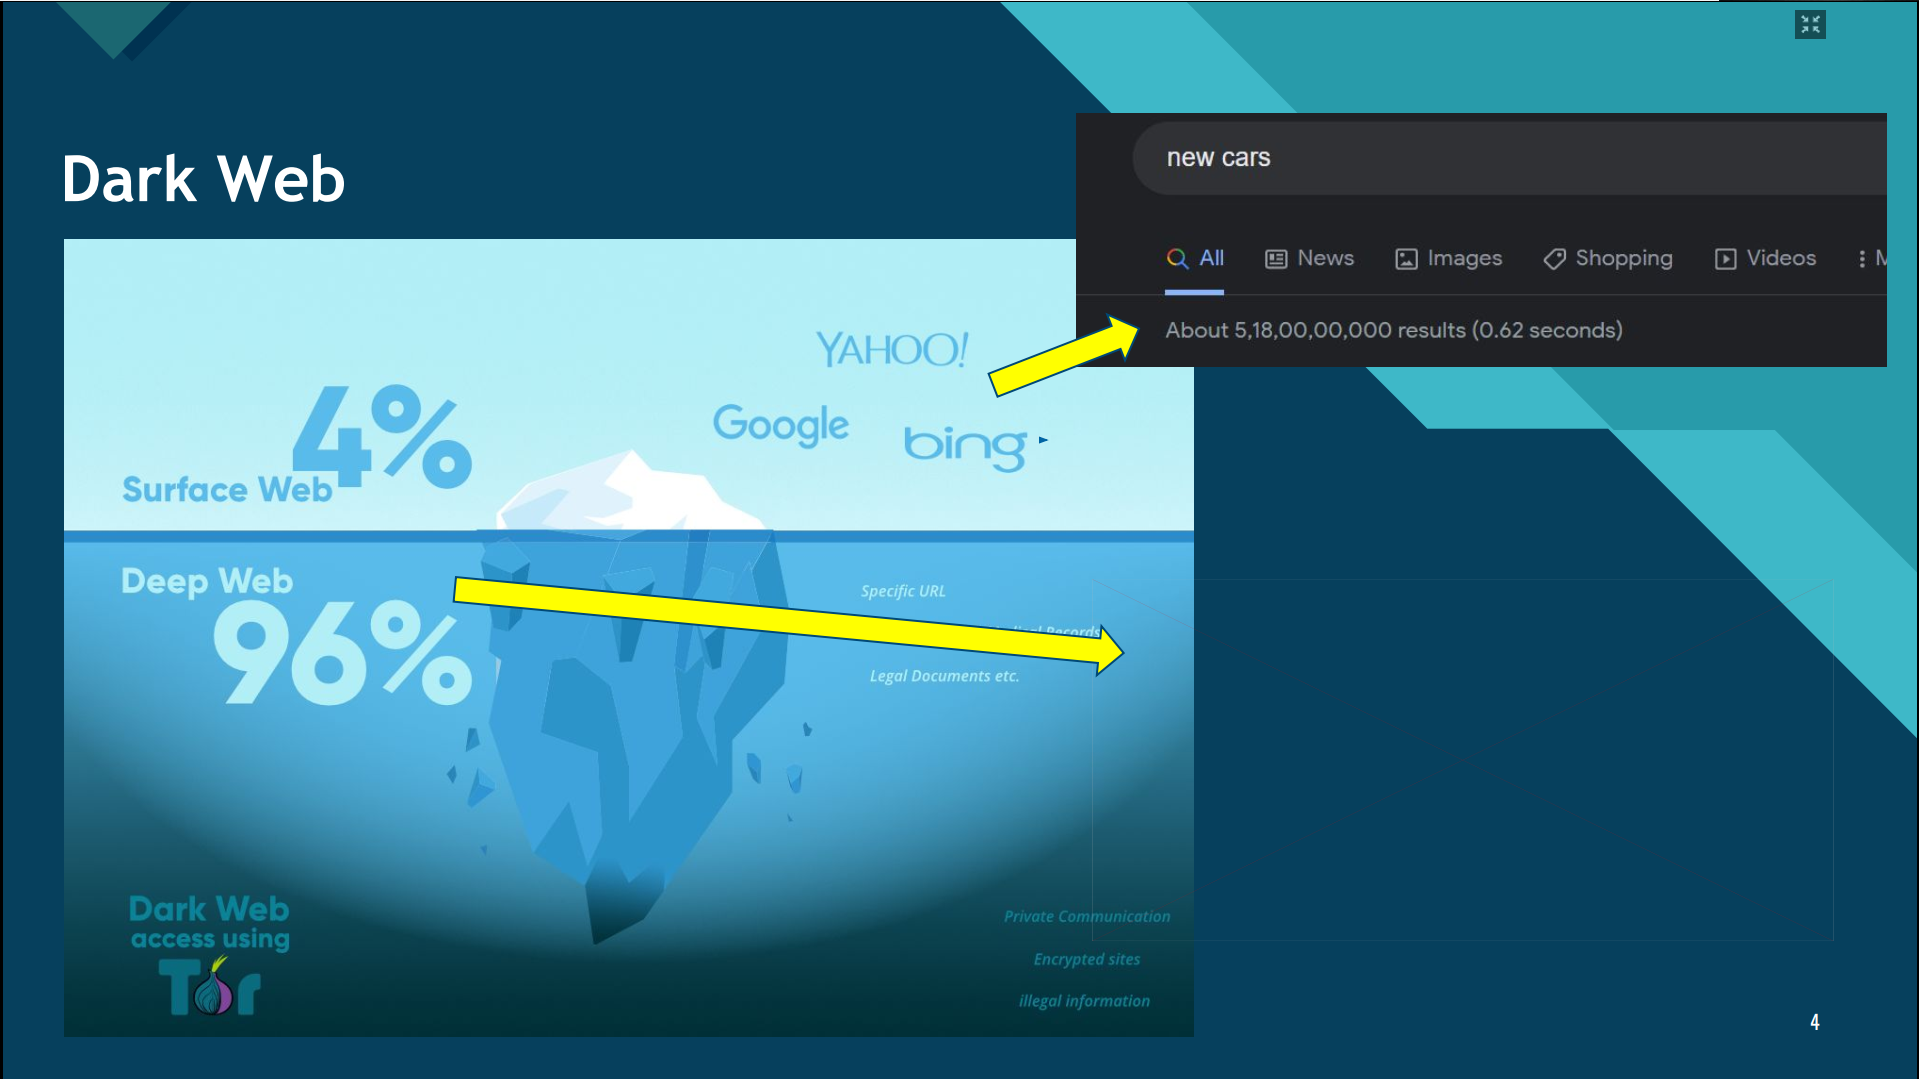 Dark Web
new cars
All News Images Shopping Videos
About 5,18,00,00,000 results (0.62 seconds)
YAHOO!
4%
Google
bing
Surface Web
Deep Web
96%
Specific URL
Records
Legal Documents etc.
Dark Web
access using
Tor
Private Communication
Encrypted sites
illegal information
4